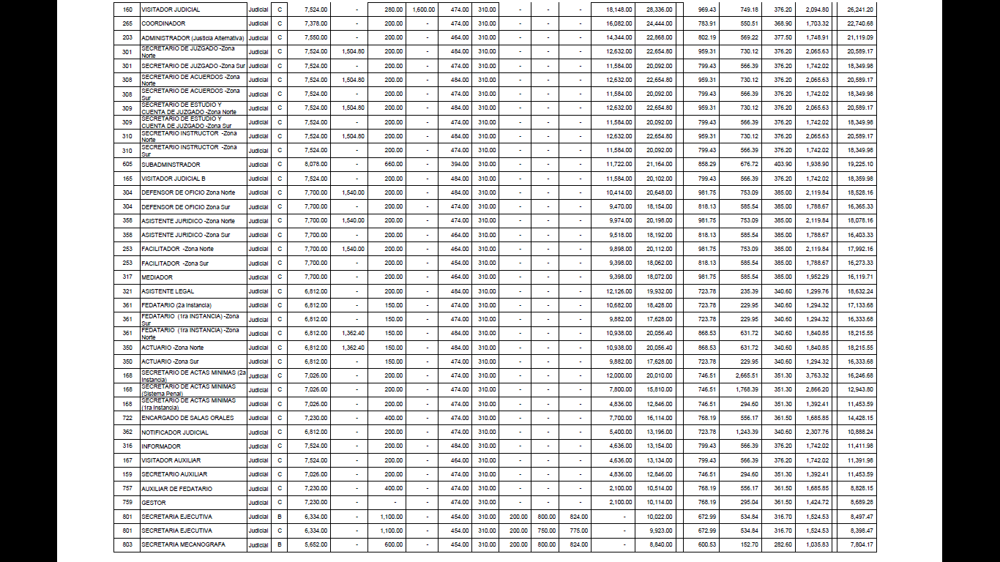 160 VISITADOR JUDICIAL Judicial C 7,524.00 - 280.00 1,600.00 474.00 310.00 - - - 18,148.00 28,336.00 969.43 749.18 376.20 2,094.80 26,241.20
265 COORDINADOR Judicial C 7,378.00 - 200.00 - 474.00 310.00 - - - 16,082.00 24,444.00 783.91 550.51 368.90 1,703.32 22,740.68
203 ADMINISTRADOR (Justicia Alternativa) Judicial C 7,550.00 - 200.00 - 464.00 310.00 - - - 14,344.00 22,868.00 802.19 569.22 377.50 1,748.91 21,119.09
301 SECRETARIO DE JUZGADO -Zona Norte Judicial C 7,524.00 1,504.80 200.00 - 484.00 310.00 - - - 12,632.00 22,654.80 959.31 730.12 376.20 2,065.63 20,589.17
301 SECRETARIO DE JUZGADO -Zona Sur Judicial C 7,524.00 - 200.00 - 474.00 310.00 - - - 11,584.00 20,092.00 799.43 566.39 376.20 1,742.02 18,349.98
308 SECRETARIO DE ACUERDOS -Zona Norte Judicial C 7,524.00 1,504.80 200.00 - 484.00 310.00 - - - 12,632.00 22,654.80 959.31 730.12 376.20 2,065.63 20,589.17
308 SECRETARIO DE ACUERDOS -Zona Sur Judicial C 7,524.00 - 200.00 - 474.00 310.00 - - - 11,584.00 20,092.00 799.43 566.39 376.20 1,742.02 18,349.98
309 SECRETARIO DE ESTUDIO Y CUENTA DE JUZGADO -Zona Norte Judicial C 7,524.00 1,504.80 200.00 - 484.00 310.00 - - - 12,632.00 22,654.80 959.31 730.12 376.20 2,065.63 20,589.17
309 SECRETARIO DE ESTUDIO Y CUENTA DE JUZGADO -Zona Sur Judicial C 7,524.00 - 200.00 - 474.00 310.00 - - - 11,584.00 20,092.00 799.43 566.39 376.20 1,742.02 18,349.98
310 SECRETARIO INSTRUCTOR -Zona Norte Judicial C 7,524.00 1,504.80 200.00 - 484.00 310.00 - - - 12,632.00 22,654.80 959.31 730.12 376.20 2,065.63 20,589.17
310 SECRETARIO INSTRUCTOR -Zona Sur Judicial C 7,524.00 - 200.00 - 474.00 310.00 - - - 11,584.00 20,092.00 799.43 566.39 376.20 1,742.02 18,349.98
605 SUBADMINSTRADOR Judicial C 8,078.00 - 660.00 - 394.00 310.00 - - - 11,722.00 21,164.00 858.29 676.72 403.90 1,938.90 19,225.10
165 VISITADOR JUDICIAL B Judicial C 7,524.00 - 200.00 - 484.00 310.00 - - - 11,584.00 20,102.00 799.43 566.39 376.20 1,742.02 18,359.98
304 DEFENSOR DE OFICIO Zona Norte Judicial C 7,700.00 1,540.00 200.00 - 484.00 310.00 - - - 10,414.00 20,648.00 981.75 753.09 385.00 2,119.84 18,528.16
304 DEFENSOR DE OFICIO Zona Sur Judicial C 7,700.00 - 200.00 - 474.00 310.00 - - - 9,470.00 18,154.00 818.13 585.54 385.00 1,788.67 16,365.33
358 ASISTENTE JURIDICO -Zona Norte Judicial C 7,700.00 1,540.00 200.00 - 474.00 310.00 - - - 9,974.00 20,198.00 981.75 753.09 385.00 2,119.84 18,078.16
358 ASISTENTE JURIDICO -Zona Sur Judicial C 7,700.00 - 200.00 - 464.00 310.00 - - - 9,518.00 18,192.00 818.13 585.54 385.00 1,788.67 16,403.33
253 FACILITADOR -Zona Norte Judicial C 7,700.00 1,540.00 200.00 - 464.00 310.00 - - - 9,898.00 20,112.00 981.75 753.09 385.00 2,119.84 17,992.16
253 FACILITADOR -Zona Sur Judicial C 7,700.00 - 200.00 - 454.00 310.00 - - - 9,398.00 18,062.00 818.13 585.54 385.00 1,788.67 16,273.33
317 MEDIADOR Judicial C 7,700.00 - 200.00 - 464.00 310.00 - - - 9,398.00 18,072.00 981.75 585.54 385.00 1,952.29 16,119.71
321 ASISTENTE LEGAL Judicial C 6,812.00 - 200.00 - 484.00 310.00 - - - 12,126.00 19,932.00 723.78 235.39 340.60 1,299.76 18,632.24
361 FEDATARIO (2a Instancia) Judicial C 6,812.00 - 150.00 - 474.00 310.00 - - - 10,682.00 18,428.00 723.78 229.95 340.60 1,294.32 17,133.68
361 FEDATARIO (1ra INSTANCIA) -Zona Sur Judicial C 6,812.00 - 150.00 - 474.00 310.00 - - - 9,882.00 17,628.00 723.78 229.95 340.60 1,294.32 16,333.68
361 FEDATARIO (1ra INSTANCIA) -Zona Norte Judicial C 6,812.00 1,362.40 150.00 - 484.00 310.00 - - - 10,938.00 20,056.40 868.53 631.72 340.60 1,840.85 18,215.55
350 ACTUARIO -Zona Norte Judicial C 6,812.00 1,362.40 150.00 - 484.00 310.00 - - - 10,938.00 20,056.40 868.53 631.72 340.60 1,840.85 18,215.55
350 ACTUARIO -Zona Sur Judicial C 6,812.00 - 150.00 - 474.00 310.00 - - - 9,882.00 17,628.00 723.78 229.95 340.60 1,294.32 16,333.68
168 SECRETARIO DE ACTAS MINIMAS (2a Instancia) Judicial C 7,026.00 - 200.00 - 474.00 310.00 - - - 12,000.00 20,010.00 746.51 2,665.51 351.30 3,763.32 16,246.68
168 SECRETARIO DE ACTAS MINIMAS (Sistema Penal) Judicial C 7,026.00 - 200.00 - 474.00 310.00 - - - 7,800.00 15,810.00 746.51 1,768.39 351.30 2,866.20 12,943.80
168 SECRETARIO DE ACTAS MINIMAS (1ra Instancia) Judicial C 7,026.00 - 200.00 - 474.00 310.00 - - - 4,836.00 12,846.00 746.51 294.60 351.30 1,392.41 11,453.59
722 ENCARGADO DE SALAS ORALES Judicial C 7,230.00 - 400.00 - 474.00 310.00 - - - 7,700.00 16,114.00 768.19 556.17 361.50 1,685.85 14,428.15
362 NOTIFICADOR JUDICIAL Judicial C 6,812.00 - 200.00 - 474.00 310.00 - - - 5,400.00 13,196.00 723.78 1,243.39 340.60 2,307.76 10,888.24
316 INFORMADOR Judicial C 7,524.00 - 200.00 - 484.00 310.00 - - - 4,636.00 13,154.00 799.43 566.39 376.20 1,742.02 11,411.98
167 VISITADOR AUXILIAR Judicial C 7,524.00 - 200.00 - 464.00 310.00 - - - 4,636.00 13,134.00 799.43 566.39 376.20 1,742.02 11,391.98
159 SECRETARIO AUXILIAR Judicial C 7,026.00 - 200.00 - 474.00 310.00 - - - 4,836.00 12,846.00 746.51 294.60 351.30 1,392.41 11,453.59
757 AUXILIAR DE FEDATARIO Judicial C 7,230.00 - 400.00 - 474.00 310.00 - - - 2,100.00 10,514.00 768.19 556.17 361.50 1,685.85 8,828.15
759 GESTOR Judicial C 7,230.00 - - - 474.00 310.00 - - - 2,100.00 10,114.00 768.19 295.04 361.50 1,424.72 8,689.28
801 SECRETARIA EJECUTIVA Judicial B 6,334.00 - 1,100.00 - 454.00 310.00 200.00 800.00 824.00 - 10,022.00 672.99 534.84 316.70 1,524.53 8,497.47
801 SECRETARIA EJECUTIVA Judicial C 6,334.00 - 1,100.00 - 454.00 310.00 200.00 750.00 775.00 - 9,923.00 672.99 534.84 316.70 1,524.53 8,398.47
803 SECRETARIA MECANOGRAFA Judicial B 5,652.00 - 600.00 - 454.00 310.00 200.00 800.00 824.00 - 8,840.00 600.53 152.70 282.60 1,035.83 7,804.17